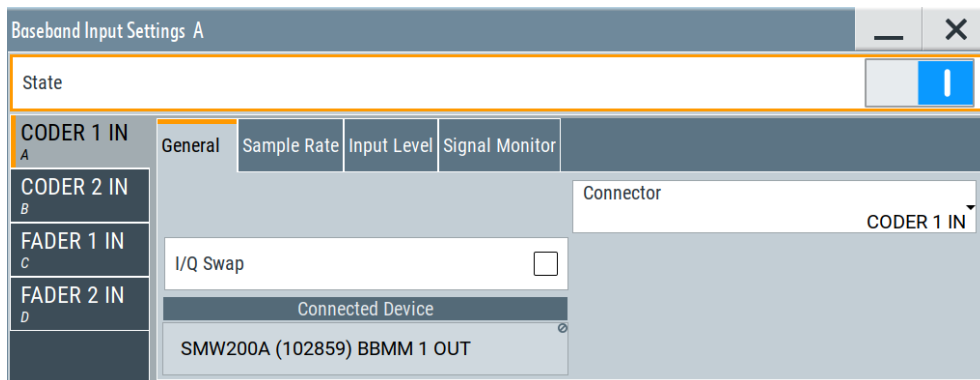 Baseband Input Settings A
State
CODER 1 IN
A
CODER 2 IN
B
FADER 1 IN
C
FADER 2 IN
D
General Sample Rate Input Level Signal Monitor
Connector
CODER 1 IN
I/Q Swap
Connected Device
SMW200A (102859) BBMM 1 OUT